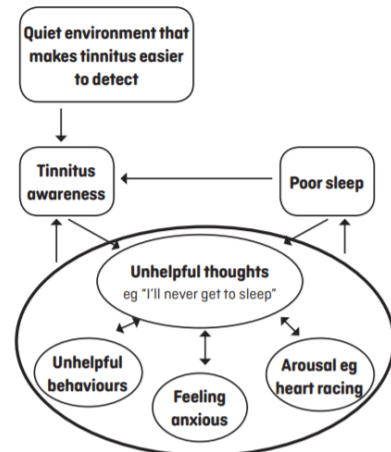 Quiet environment that
makes tinnitus easier
to detect
Tinnitus
awareness
Poor sleep
Unhelpful thoughts
eg "I'll never get to sleep"
Unhelpful
behaviours
Feeling
anxious
Arousal eg
heart racing